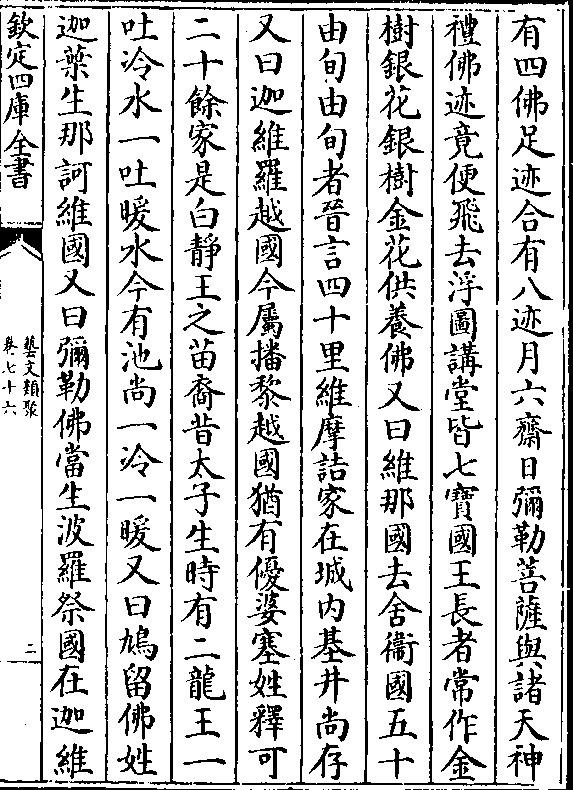 有四佛足迹合有八迹月六齋日彌勒菩薩與諸天神
禮佛迹竟便飛去浮圖講堂皆七寶國王長者常作金
樹銀花銀樹金花供養佛又曰維那國去舍衞國五十
由旬由旬者晉言四十里維摩詰家在城内基井尚存
又曰迦維羅越國今屬播黎越國猶有優婆塞姓釋可
二十餘家是白静王之苗裔昔太子生時有二龍王一
吐冷水一吐暖水今有池尚一冷一暖又曰鳩留佛姓
迦葉生那訶維國又曰彌勒佛當生波羅祭國在迦維
欽定四庫全書
藝文類聚
卷七十六
二